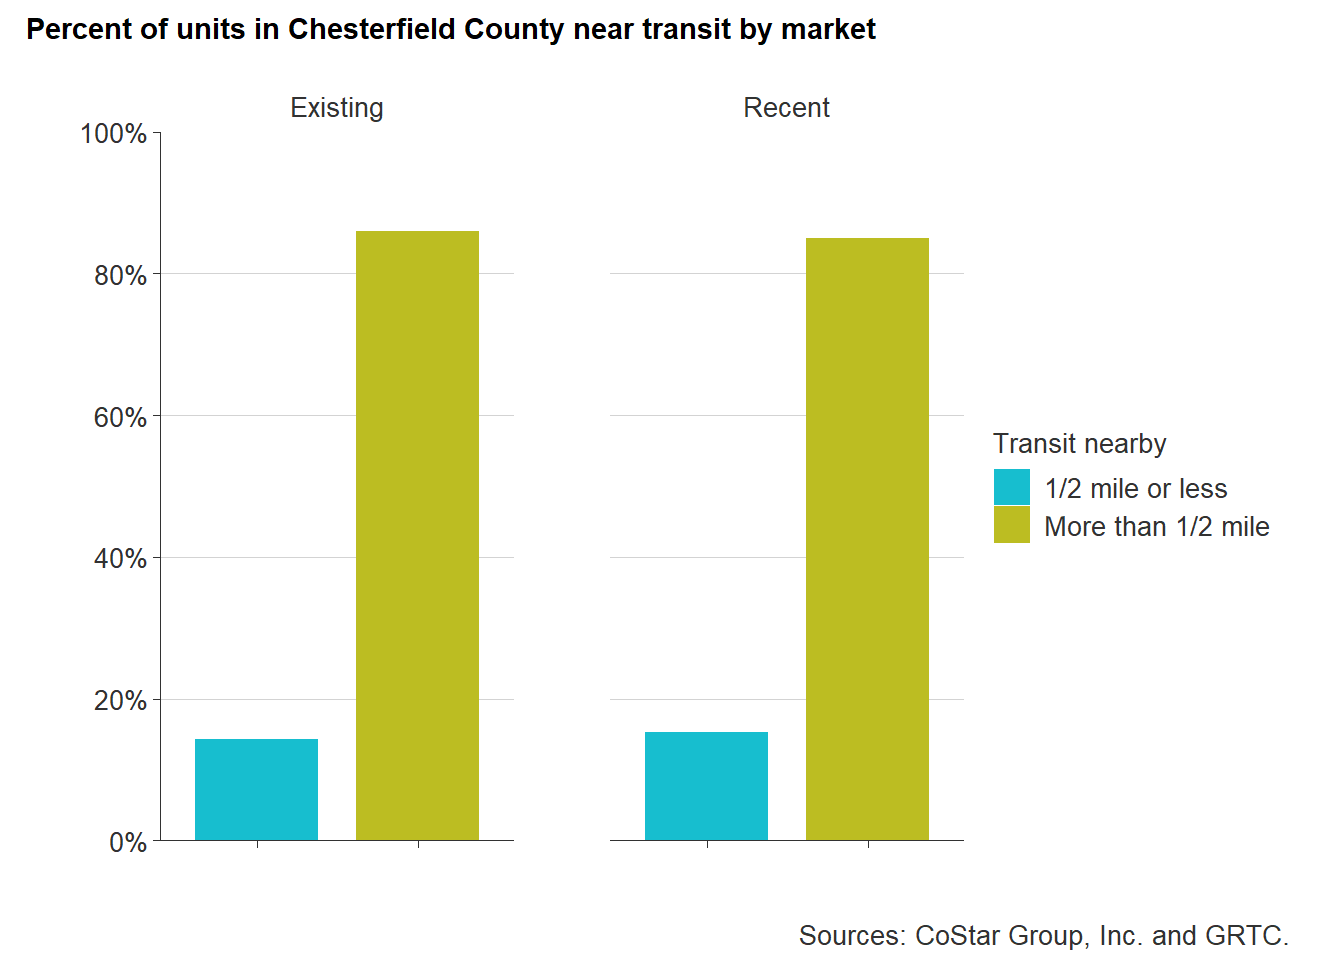 Percent of units in Chesterfield County near transit by market
Existing
Recent
100%
80%
60%
40%
20%
0%
Transit nearby
1/2 mile or less
More than 1/2 mile
Sources: CoStar Group, Inc. and GRTC.